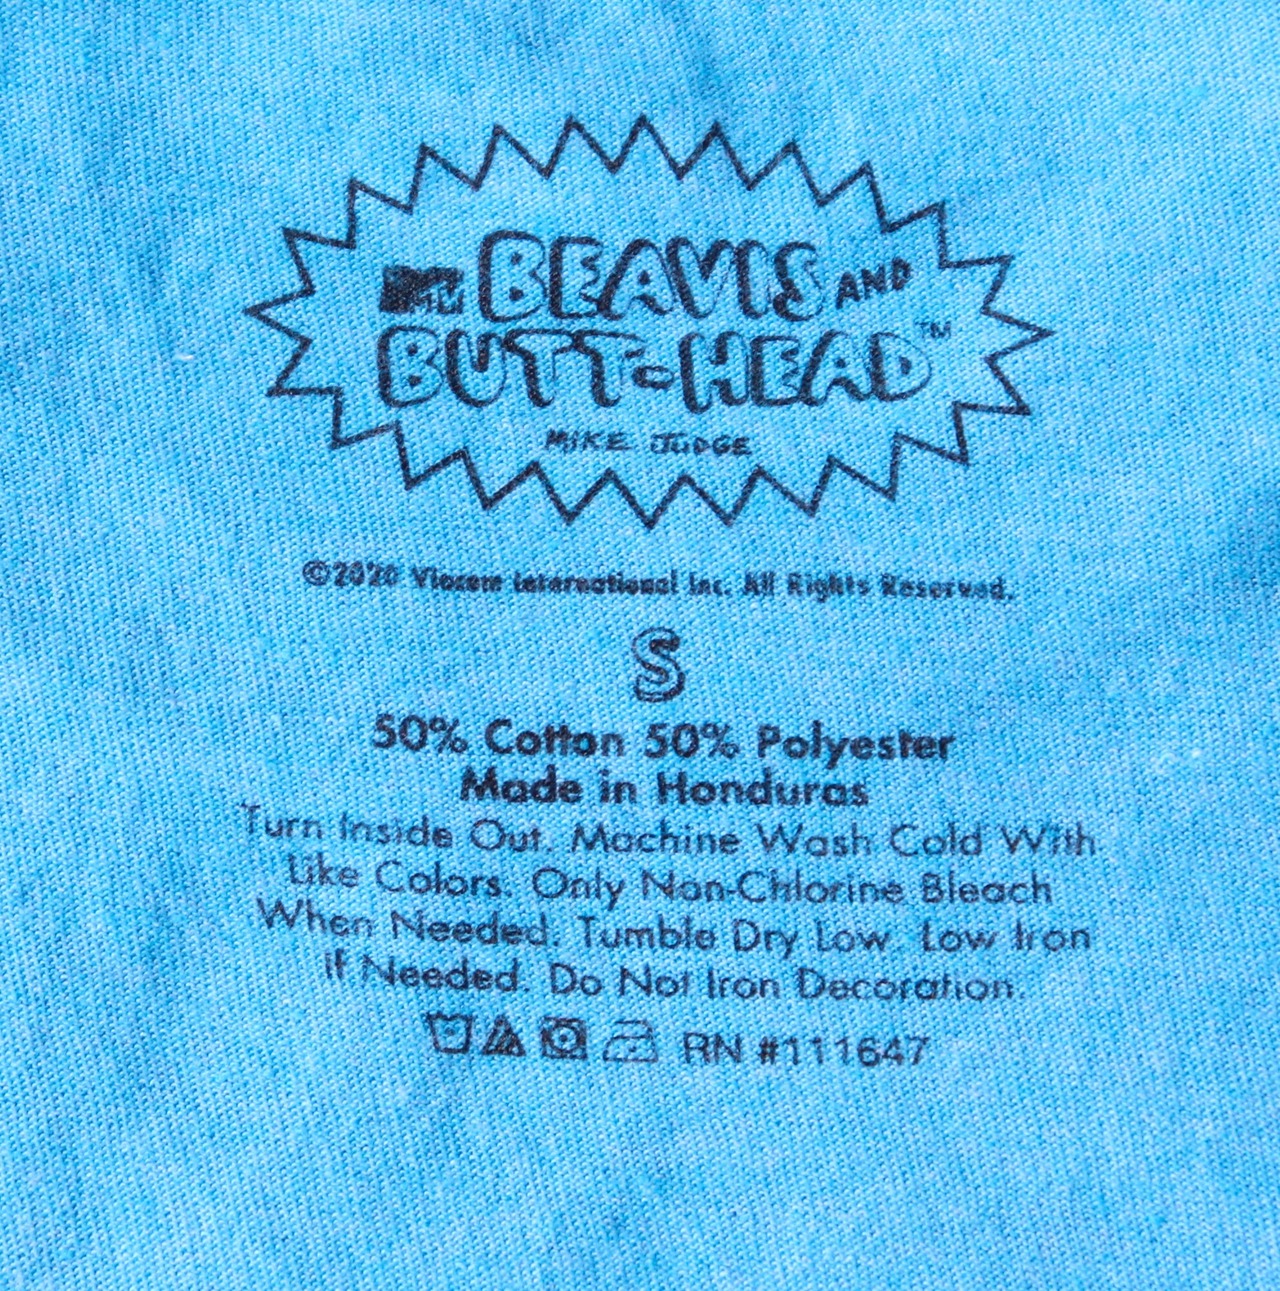 MTV BEAVIS AND
BUTT-HEAD™
MIKE JUDGE
©2020 Viacom International Inc. All Rights Reserved.
S
50% Cotton 50% Polyester
Made in Honduras
Turn Inside Out. Machine Wash Cold With
Like Colors. Only Non-Chlorine Bleach
When Needed. Tumble Dry Low. Low Iron
if Needed. Do Not Iron Decoration.
RN #111647